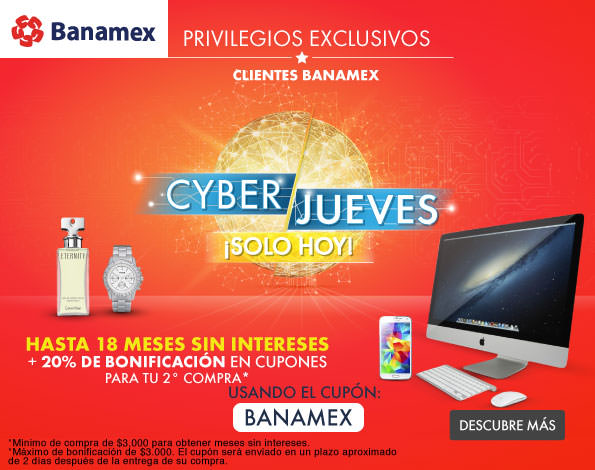 Banamex
PRIVILEGIOS EXCLUSIVOS
CLIENTES BANAMEX
CYBER JUEVES
¡SOLO HOY!
ETERNITY
Calvin Klein
HASTA 18 MESES SIN INTERESES
+ 20% DE BONIFICACIÓN EN CUPONES
PARA TU 2° COMPRA*
USANDO EL CUPÓN:
BANAMEX
DESCUBRE MÁS
*Minimo de compra de $3,000 para obtener meses sin intereses.
*Máximo de bonificación de $3.000. El cupón será enviado en un plazo aproximado
de 2 días después de la entrega de su compra.